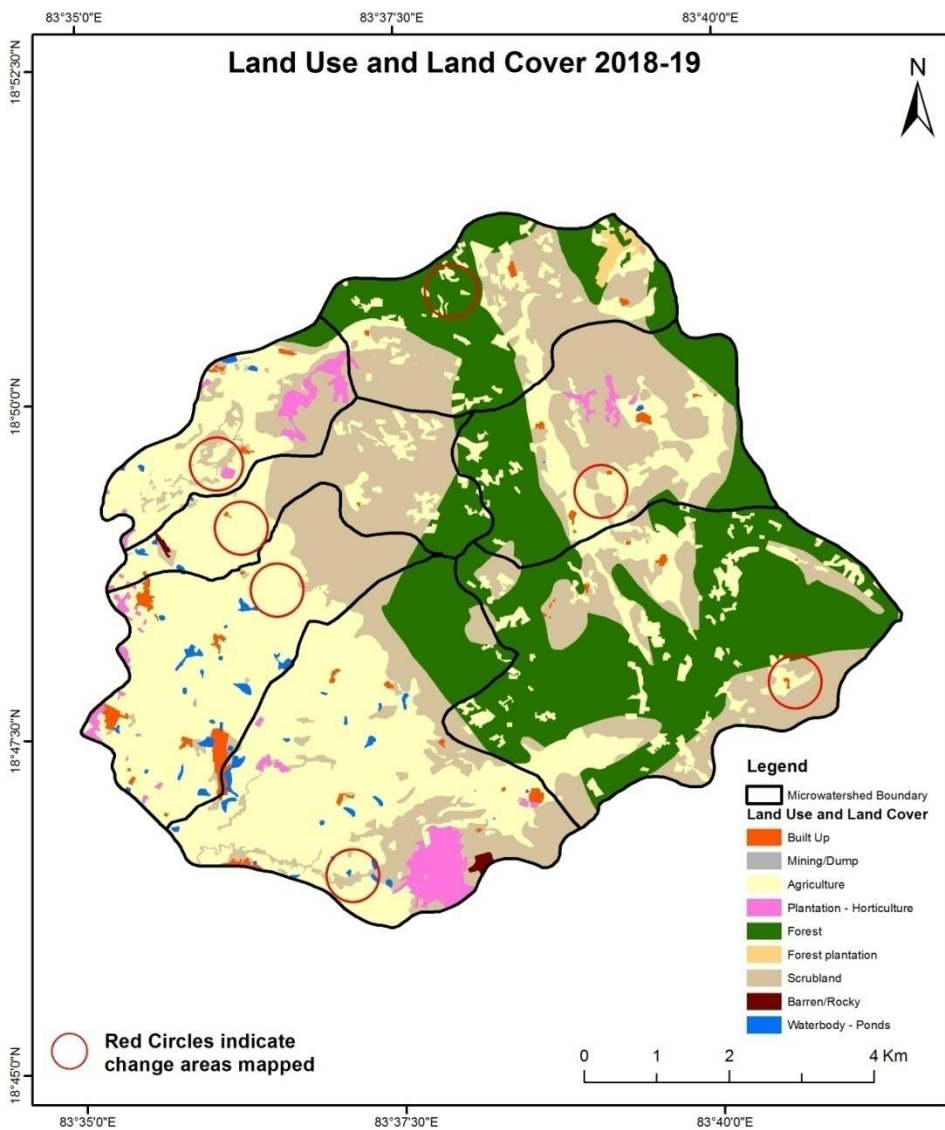 83°35'0"E 83°37'30"E 83°40'0"E
18°52'30"N
Land Use and Land Cover 2018-19
N
18°50'0"N
18°47'30"N
Legend
Microwatershed Boundary
Land Use and Land Cover
Built Up
Mining/Dump
Agriculture
Plantation - Horticulture
Forest
Forest plantation
Scrubland
Barren/Rocky
Waterbody - Ponds
Red Circles indicate
change areas mapped
0 1 2 4 Km
18°45'0"N
83°35'0"E 83°37'30"E 83°40'0"E